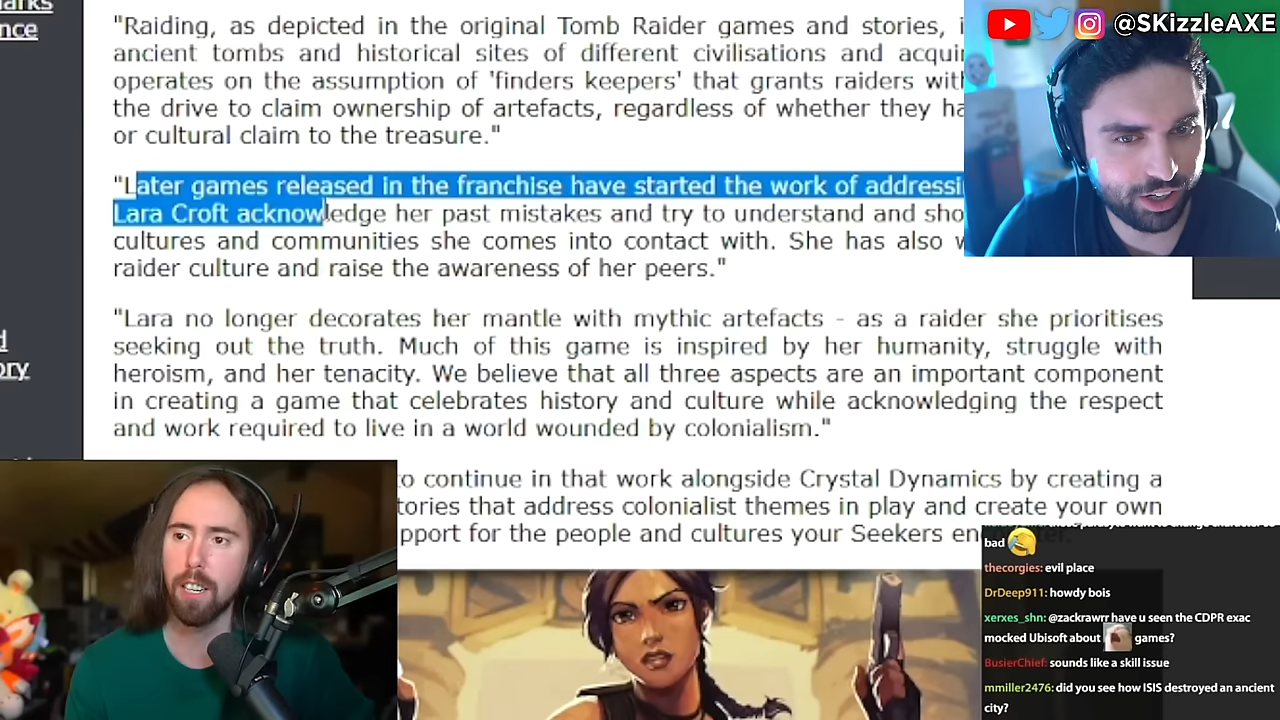 arks
nce
"Raiding, as depicted in the original Tomb Raider games and stories,
ancient tombs and historical sites of different civilisations and
operates on the assumption of 'finders keepers' that grants raiders
the drive to claim ownership of artefacts, regardless of whether they
or cultural claim to the treasure."
"Later games released in the franchise have started the work of
Lara Croft acknowledge her past mistakes and try to understand and
cultures and communities she comes into contact with. She has also
raider culture and raise the awareness of her peers."
"Lara no longer decorates her mantle with mythic artefacts - as a raider she prioritises
seeking out the truth. Much of this game is inspired by her humanity, struggle with
heroism, and her tenacity. We believe that all three aspects are an important component
in creating a game that celebrates history and culture while acknowledging the respect
and work required to live in a world wounded by colonialism."
to continue in that work alongside Crystal Dynamics by creating a
tories that address colonialist themes in play and create your own
pport for the people and cultures your Seekers
@SKizzleAXE
d
ory
bad
thecorgies: evil place
DrDeep911: howdy bois
xerxes_shn: @zackrawrr have u seen the CDPR exac
mocked Ubisoft about games?
BusierChief: sounds like a skill issue
mmiller2476: did you see how ISIS destroyed an ancient
city?